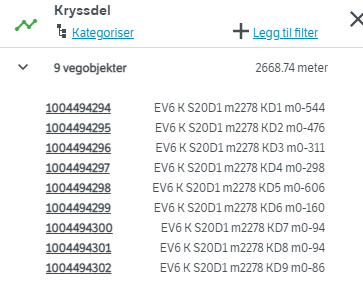 Kryssdel
Kategoriser
Legg til filter
9 vegobjekter 2668.74 meter
1004494294 EV6 K S20D1 m2278 KD1 m0-544
1004494295 EV6 K S20D1 m2278 KD2 m0-476
1004494296 EV6 K S20D1 m2278 KD3 m0-311
1004494297 EV6 K S20D1 m2278 KD4 m0-298
1004494298 EV6 K S20D1 m2278 KD5 m0-606
1004494299 EV6 K S20D1 m2278 KD6 m0-160
1004494300 EV6 K S20D1 m2278 KD7 m0-94
1004494301 EV6 K S20D1 m2278 KD8 m0-94
1004494302 EV6 K S20D1 m2278 KD9 m0-86